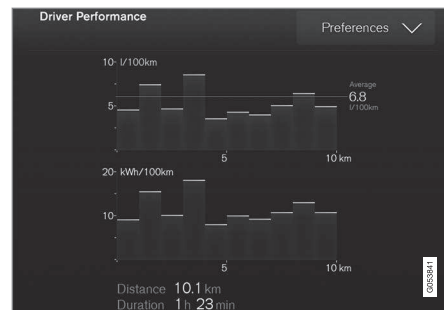 Driver Performance
Preferences
10 l/100km
Average
6.8
l/100km
5
5
10 km
20 kWh/100km
10
5
10 km
Distance 10.1 km
Duration 1 h 23 min
G053841